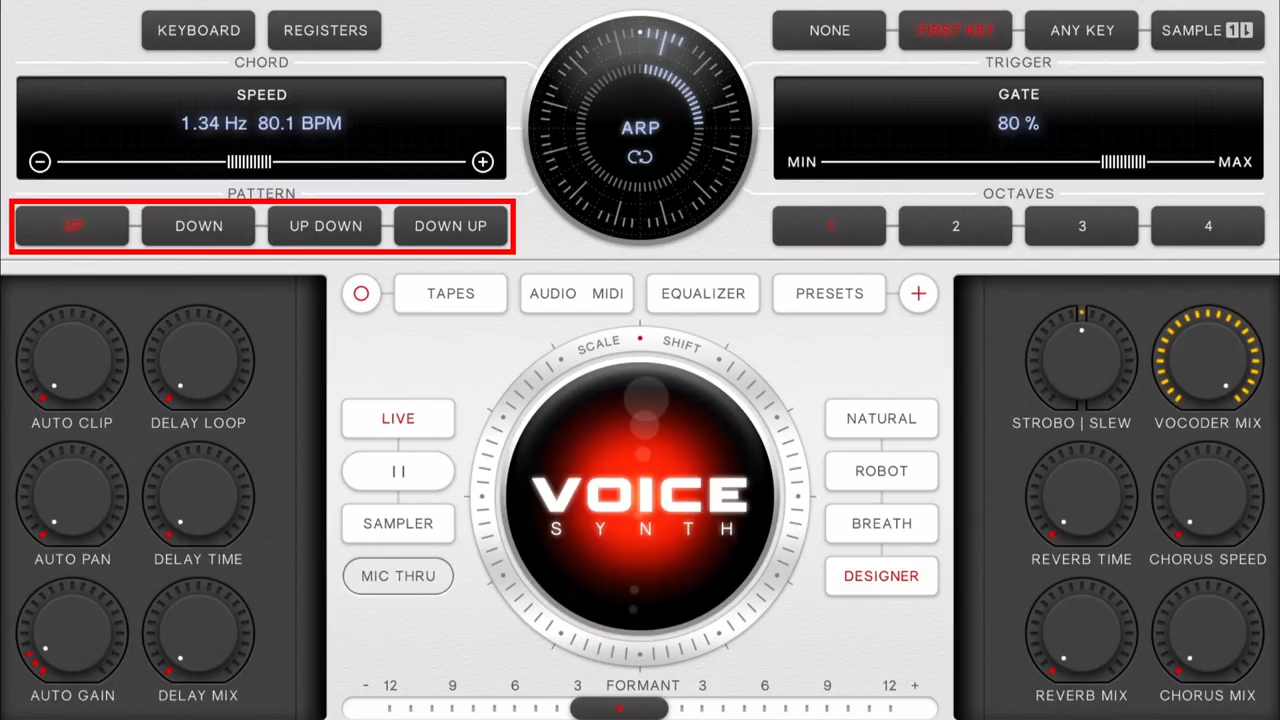 KEYBOARD REGISTERS
NONE FIRST KEY ANY KEY SAMPLE
CHORD
TRIGGER
SPEED
1.34 Hz 80.1 BPM
GATE
80 %
MIN MAX
ARP
PATTERN
OCTAVES
UP DOWN UP DOWN DOWN UP
1 2 3 4
TAPES AUDIO MIDI EQUALIZER PRESETS +
SCALE SHIFT
AUTO CLIP DELAY LOOP
AUTO PAN DELAY TIME
AUTO GAIN DELAY MIX
LIVE
SAMPLER
MIC THRU
VOICE
SYNTH
NATURAL
ROBOT
BREATH
DESIGNER
STROBO | SLEW VOCODER MIX
REVERB TIME CHORUS SPEED
REVERB MIX CHORUS MIX
- 12 9 6 3 FORMANT 3 6 9 12 +